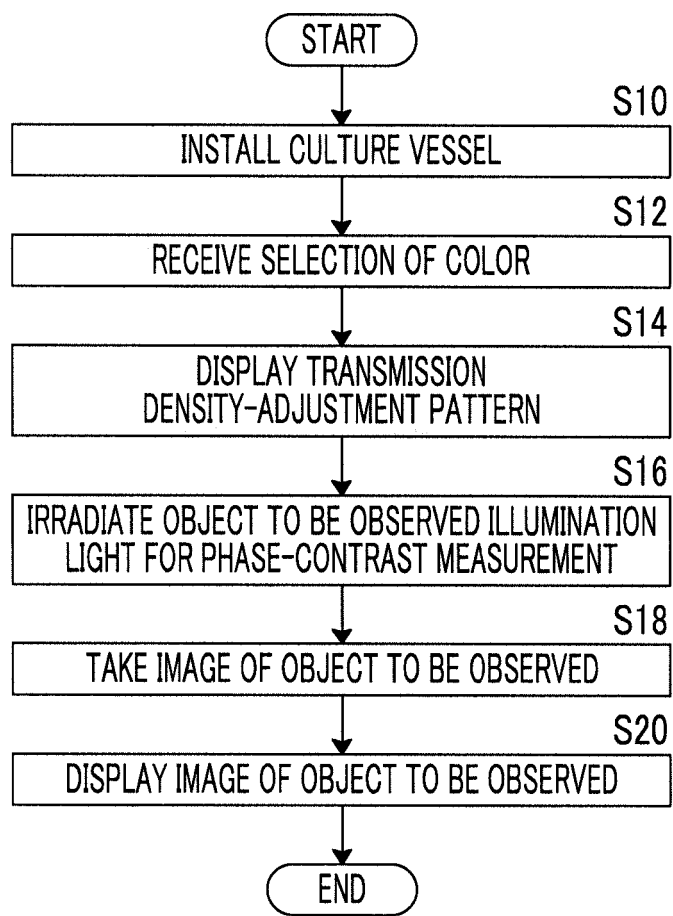 START
S10
INSTALL CULTURE VESSEL
S12
RECEIVE SELECTION OF COLOR
S14
DISPLAY TRANSMISSION
DENSITY-ADJUSTMENT PATTERN
S16
IRRADIATE OBJECT TO BE OBSERVED ILLUMINATION
LIGHT FOR PHASE-CONTRAST MEASUREMENT
S18
TAKE IMAGE OF OBJECT TO BE OBSERVED
S20
DISPLAY IMAGE OF OBJECT TO BE OBSERVED
END